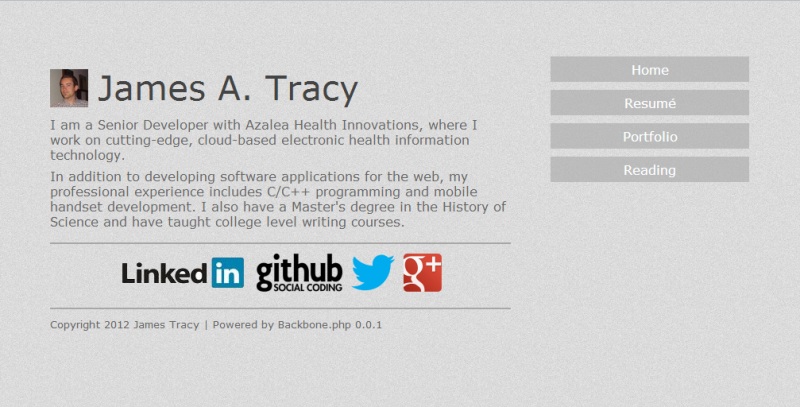 James A. Tracy
I am a Senior Developer with Azalea Health Innovations, where I
work on cutting-edge, cloud-based electronic health information
technology.
In addition to developing software applications for the web, my
professional experience includes C/C++ programming and mobile
handset development. I also have a Master's degree in the History of
Science and have taught college level writing courses.
Linked in
github
SOCIAL CODING
g+
Copyright 2012 James Tracy | Powered by Backbone.php 0.0.1
Home
Resumé
Portfolio
Reading